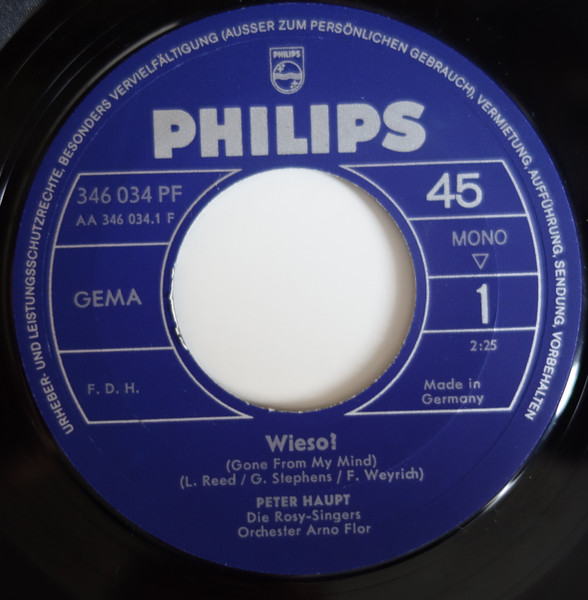 URHEBER- UND LEISTUNGSSCHUTZRECHTE, BESONDERS VERVIELFÄLTIGUNG (AUSSER ZUM PERSÖNLICHEN GEBRAUCH), VERMIETUNG, AUFFÜHRUNG, SENDUNG, VORBEHALTEN
PHILIPS
PHILIPS
346 034 PF
AA 346 034.1 F
GEMA
F. D. H.
45
MONO
▽
1
2:25
Made in
Germany
Wieso?
(Gone From My Mind)
(L. Reed / G. Stephens / F. Weyrich)
PETER HAUPT
Die Rosy-Singers
Orchester Arno Flor